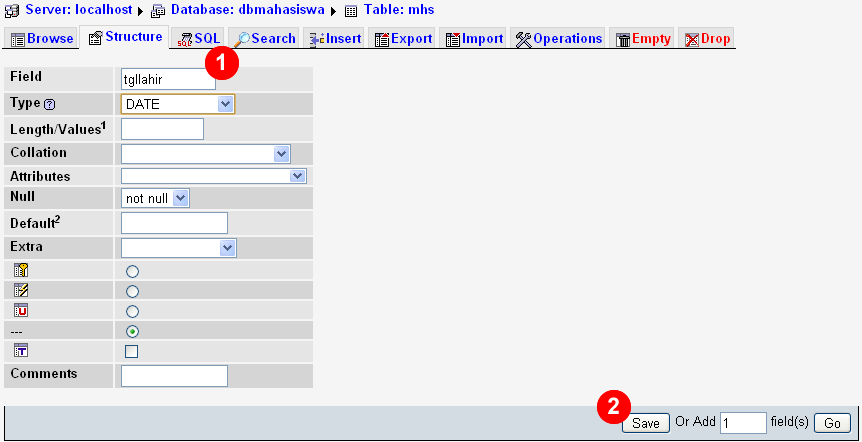 Server: localhost ▸ Database: dbmahasiswa ▸ Table: mhs
Browse Structure SQL Search Insert Export Import Operations Empty Drop
1
Field tgllahir
Type DATE
Length/Values1
Collation
Attributes
Null not null
Default2
Extra
U
---
T
Comments
2
Save Or Add 1 field(s) Go